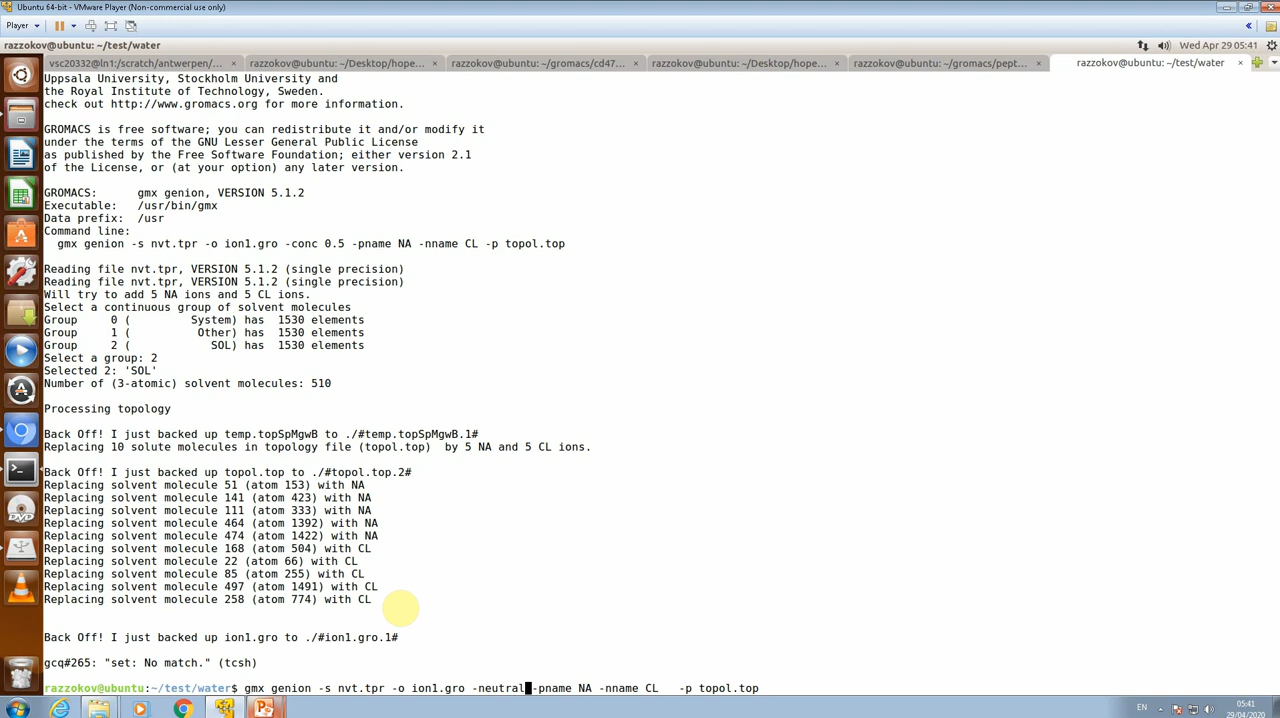 Ubuntu 64-bit - VMware Player (Non-commercial use only)
Player
razzokov@ubuntu: ~/test/water
Wed Apr 29 05:41
vsc20332@ln1:/scratch/antwerpen/...
razzokov@ubuntu: ~/Desktop/hope...
razzokov@ubuntu: ~/gromacs/cd47...
razzokov@ubuntu: ~/Desktop/hope...
razzokov@ubuntu: ~/gromacs/pept...
razzokov@ubuntu: ~/test/water
Uppsala University, Stockholm University and
the Royal Institute of Technology, Sweden.
check out http://www.gromacs.org for more information.
GROMACS is free software; you can redistribute it and/or modify it
under the terms of the GNU Lesser General Public License
as published by the Free Software Foundation; either version 2.1
of the License, or (at your option) any later version.
GROMACS:      gmx genion, VERSION 5.1.2
Executable:   /usr/bin/gmx
Data prefix:  /usr
Command line:
  gmx genion -s nvt.tpr -o ion1.gro -conc 0.5 -pname NA -nname CL -p topol.top
Reading file nvt.tpr, VERSION 5.1.2 (single precision)
Reading file nvt.tpr, VERSION 5.1.2 (single precision)
Will try to add 5 NA ions and 5 CL ions.
Select a continuous group of solvent molecules
Group     0 (         System) has  1530 elements
Group     1 (          Other) has  1530 elements
Group     2 (            SOL) has  1530 elements
Select a group: 2
Selected 2: 'SOL'
Number of (3-atomic) solvent molecules: 510
Processing topology
Back Off! I just backed up temp.topSpMgwB to ./#temp.topSpMgwB.1#
Replacing 10 solute molecules in topology file (topol.top)  by 5 NA and 5 CL ions.
Back Off! I just backed up topol.top to ./#topol.top.2#
Replacing solvent molecule 51 (atom 153) with NA
Replacing solvent molecule 141 (atom 423) with NA
Replacing solvent molecule 111 (atom 333) with NA
Replacing solvent molecule 464 (atom 1392) with NA
Replacing solvent molecule 474 (atom 1422) with NA
Replacing solvent molecule 168 (atom 504) with CL
Replacing solvent molecule 22 (atom 66) with CL
Replacing solvent molecule 85 (atom 255) with CL
Replacing solvent molecule 497 (atom 1491) with CL
Replacing solvent molecule 258 (atom 774) with CL
Back Off! I just backed up ion1.gro to ./#ion1.gro.1#
gcq#265: "set: No match." (tcsh)
razzokov@ubuntu:~/test/water$ gmx genion -s nvt.tpr -o ion1.gro -neutral -pname NA -nname CL   -p topol.top
EN
05:41
29/04/2020